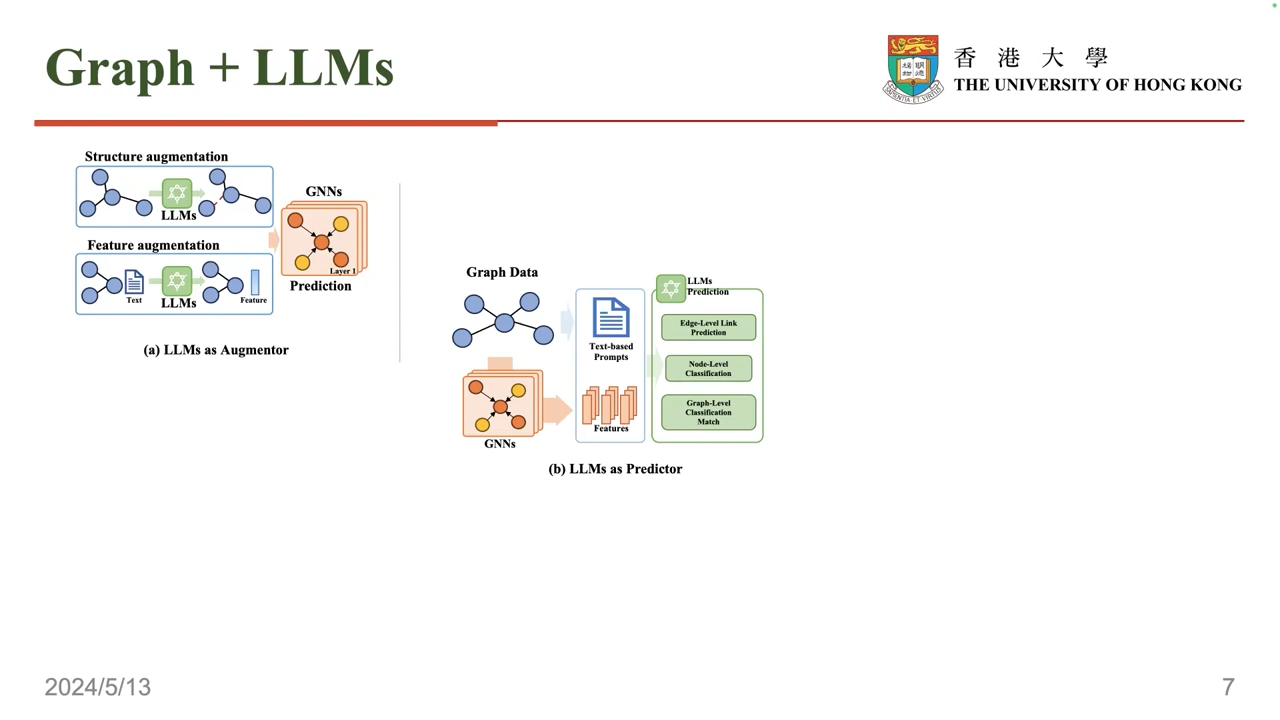 Graph + LLMs
香港大學
THE UNIVERSITY OF HONG KONG
Structure augmentation
LLMs
Feature augmentation
Text
LLMs
Feature
GNNs
Layer 1
Prediction
(a) LLMs as Augmentor
Graph Data
GNNs
Text-based
Prompts
Features
LLMs
Prediction
Edge-Level Link
Prediction
Node-Level
Classification
Graph-Level
Classification
Match
(b) LLMs as Predictor
2024/5/13
7